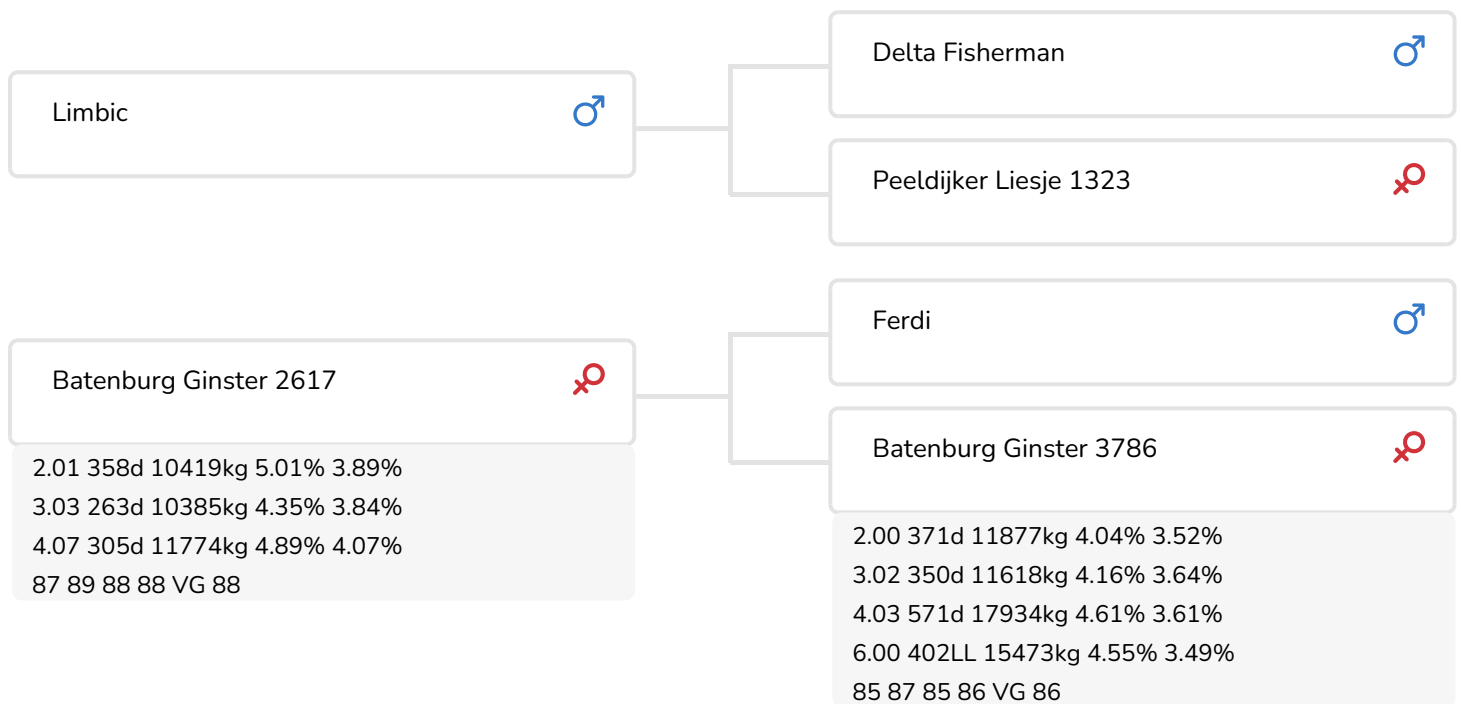 Delta Fisherman
Limbic
Peeldijker Liesje 1323
Ferdi
Batenburg Ginster 2617
2.01 358d 10419kg 5.01% 3.89%
3.03 263d 10385kg 4.35% 3.84%
4.07 305d 11774kg 4.89% 4.07%
87 89 88 88 VG 88
Batenburg Ginster 3786
2.00 371d 11877kg 4.04% 3.52%
3.02 350d 11618kg 4.16% 3.64%
4.03 571d 17934kg 4.61% 3.61%
6.00 402LL 15473kg 4.55% 3.49%
85 87 85 86 VG 86